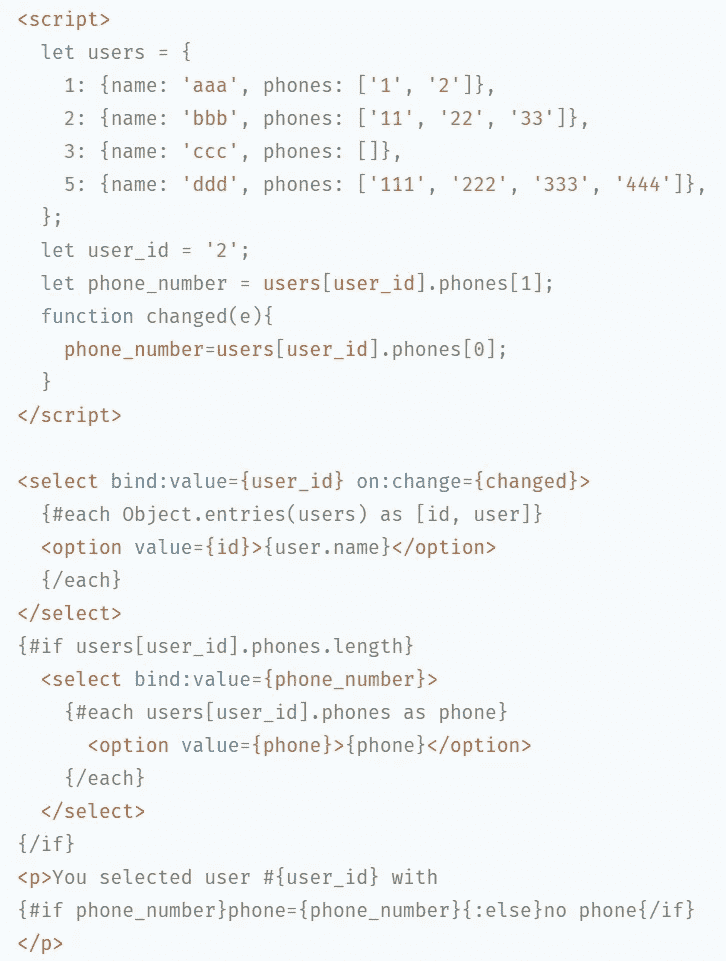 <script>
  let users = {
    1: {name: 'aaa', phones: ['1', '2']},
    2: {name: 'bbb', phones: ['11', '22', '33']},
    3: {name: 'ccc', phones: []},
    5: {name: 'ddd', phones: ['111', '222', '333', '444']},
  };
  let user_id = '2';
  let phone_number = users[user_id].phones[1];
  function changed(e){
    phone_number=users[user_id].phones[0];
  }
</script>

<select bind:value={user_id} on:change={changed}>
  {#each Object.entries(users) as [id, user]}
  <option value={id}>{user.name}</option>
  {/each}
</select>
{#if users[user_id].phones.length}
  <select bind:value={phone_number}>
    {#each users[user_id].phones as phone}
      <option value={phone}>{phone}</option>
    {/each}
  </select>
{/if}
<p>You selected user #{user_id} with
{#if phone_number}phone={phone_number}{:else}no phone{/if}
</p>